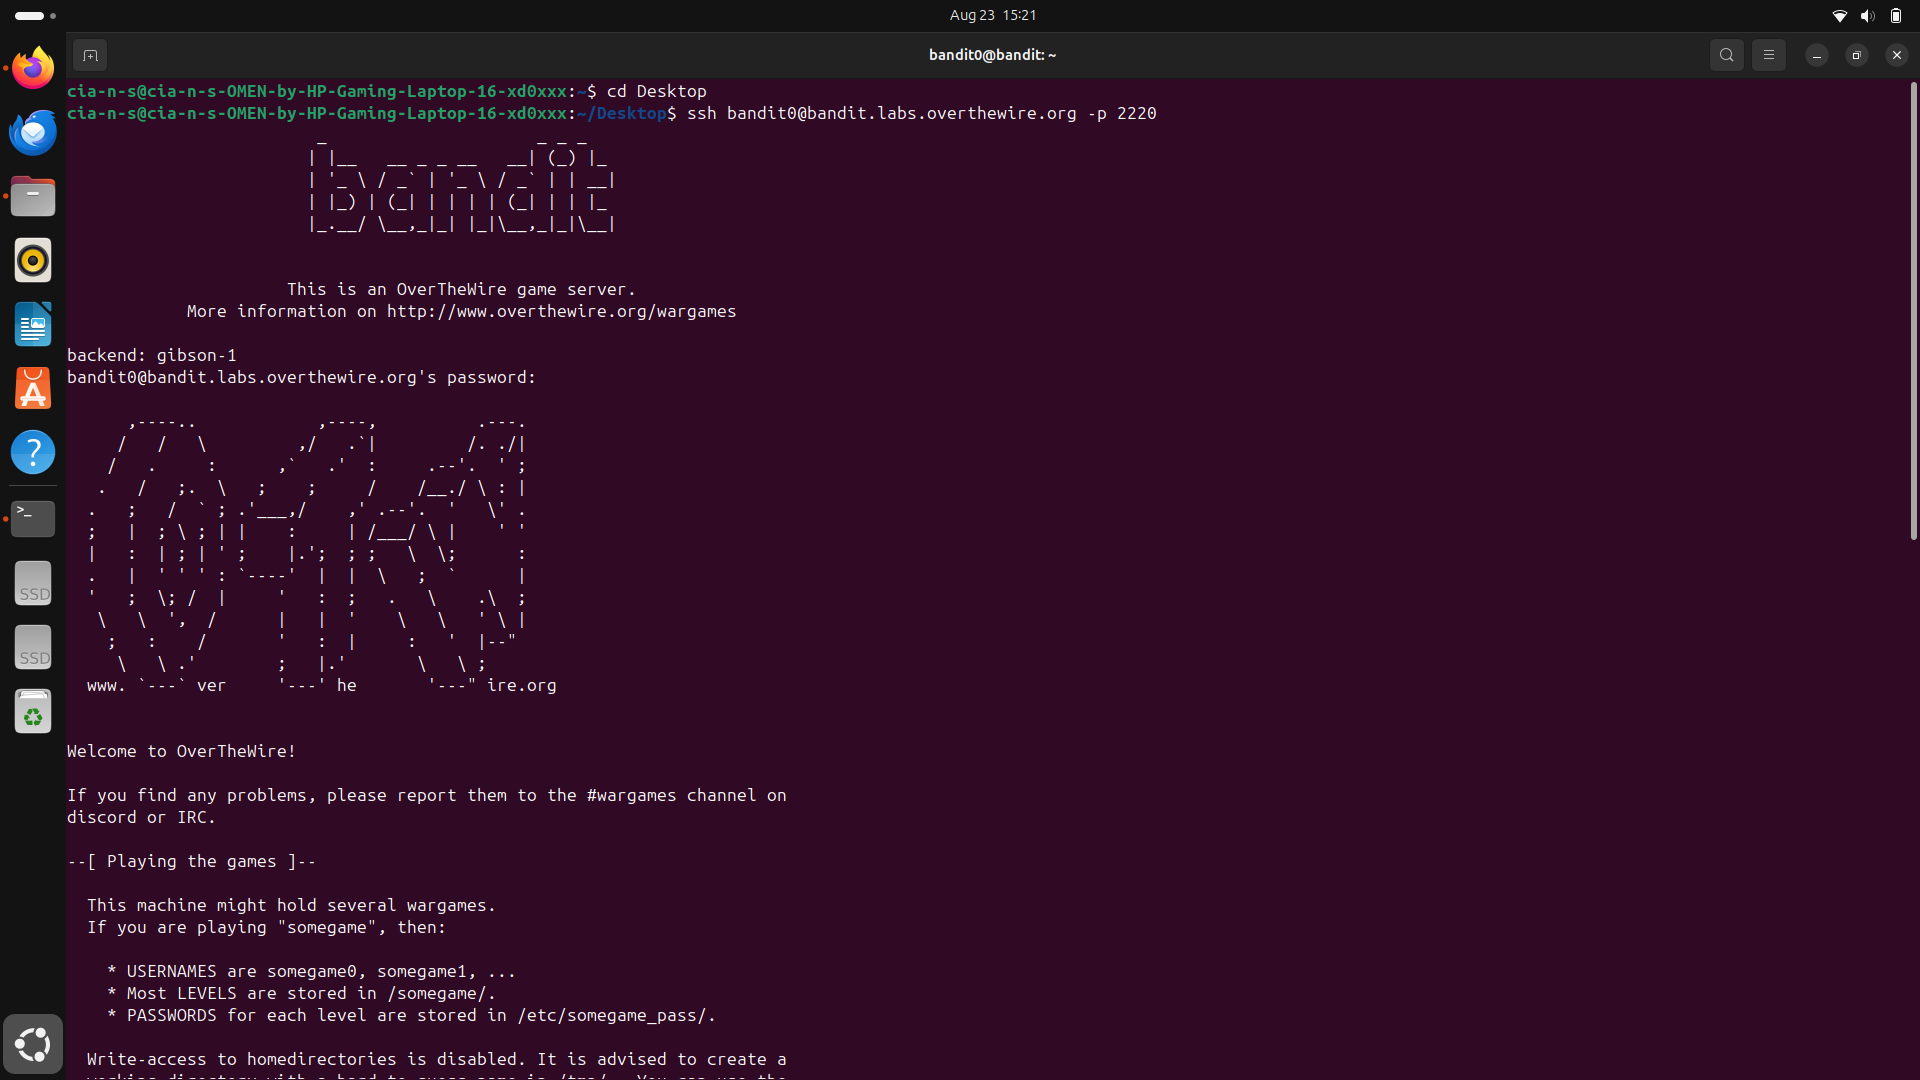 Aug 23 15:21
bandit0@bandit: ~
cia-n-s@cia-n-s-OMEN-by-HP-Gaming-Laptop-16-xd0xxx:~$ cd Desktop
cia-n-s@cia-n-s-OMEN-by-HP-Gaming-Laptop-16-xd0xxx:~/Desktop$ ssh bandit0@bandit.labs.overthewire.org -p 2220
bandit
This is an OverTheWire game server.
More information on http://www.overthewire.org/wargames
backend: gibson-1
bandit0@bandit.labs.overthewire.org's password:
www. `---` ver '---' he '---" ire.org
Welcome to OverTheWire!
If you find any problems, please report them to the #wargames channel on
discord or IRC.
--[ Playing the games ]--
This machine might hold several wargames.
If you are playing "somegame", then:
* USERNAMES are somegame0, somegame1, ...
* Most LEVELS are stored in /somegame/.
* PASSWORDS for each level are stored in /etc/somegame_pass/.
Write-access to homedirectories is disabled. It is advised to create a
>_
SSD
SSD